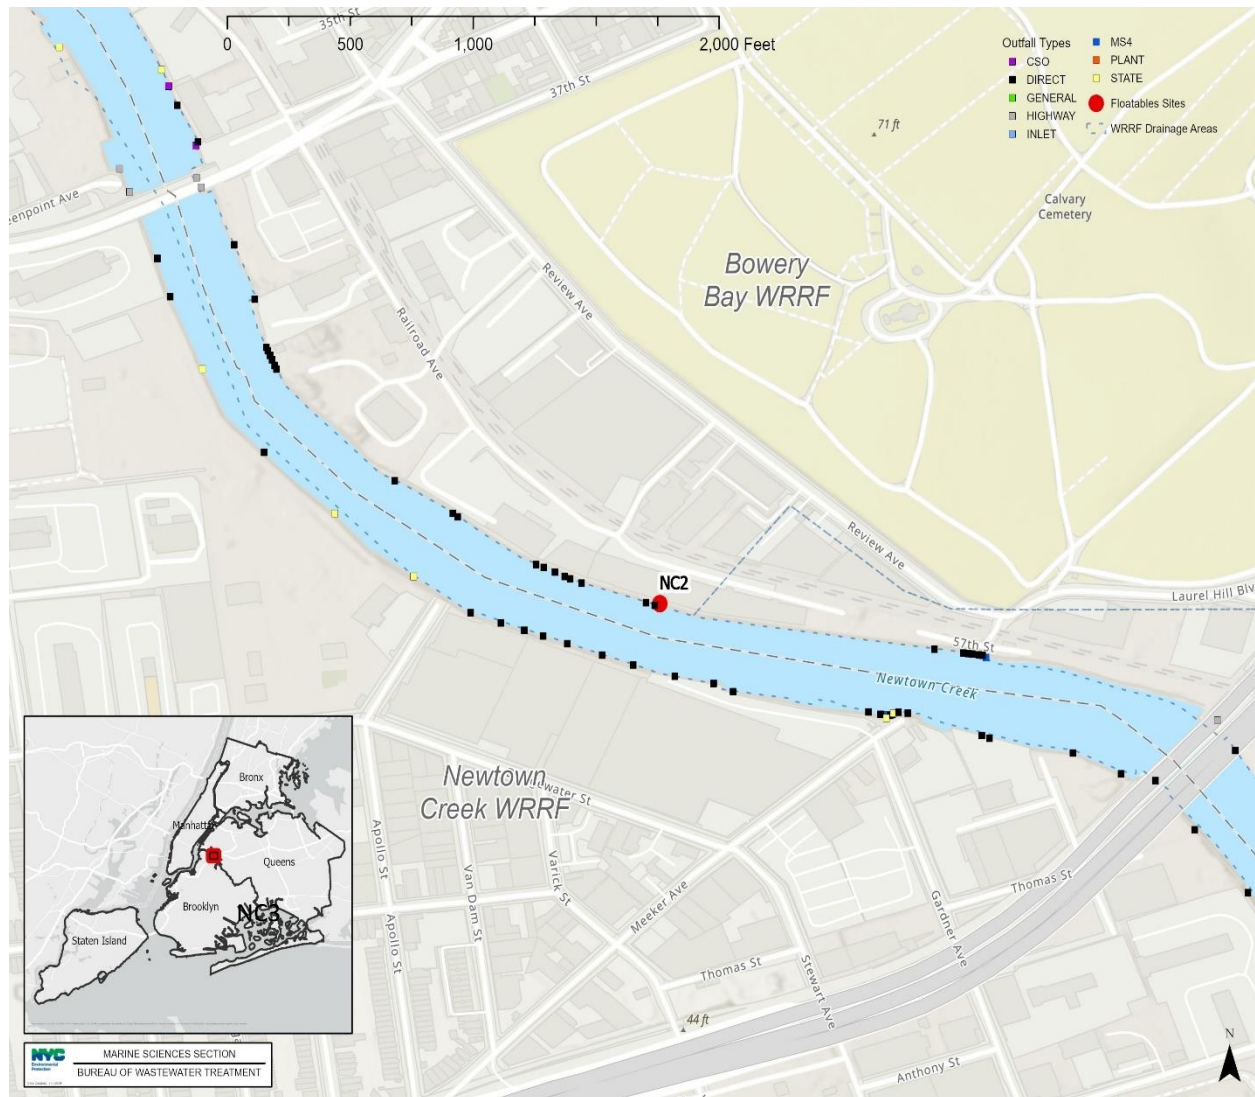 35th St
0
500
1,000
2,000 Feet
Outfall Types
CSO
DIRECT
GENERAL
HIGHWAY
INLET
MS4
PLANT
STATE
Floatables Sites
WRRF Drainage Areas
37th St
71 ft
eenpoint Ave
Calvary
Cemetery
Bowery
Bay WRRF
Review Ave
Railroad Ave
Review Ave
NC2
Laurel Hill Blv
57th St
Newtown Creek
Newtown
Creek WRRF
water St
Apollo St
Apollo St
Van Dam St
Varick St
Meeker Ave
Thomas St
Stewart Ave
Gardner Ave
Thomas St
44 ft
Anthony St
N
Bronx
Manhatta
Queens
Brooklyn
NC3
Staten Island
NYC
Environmental
Protection
MARINE SCIENCES SECTION
BUREAU OF WASTEWATER TREATMENT